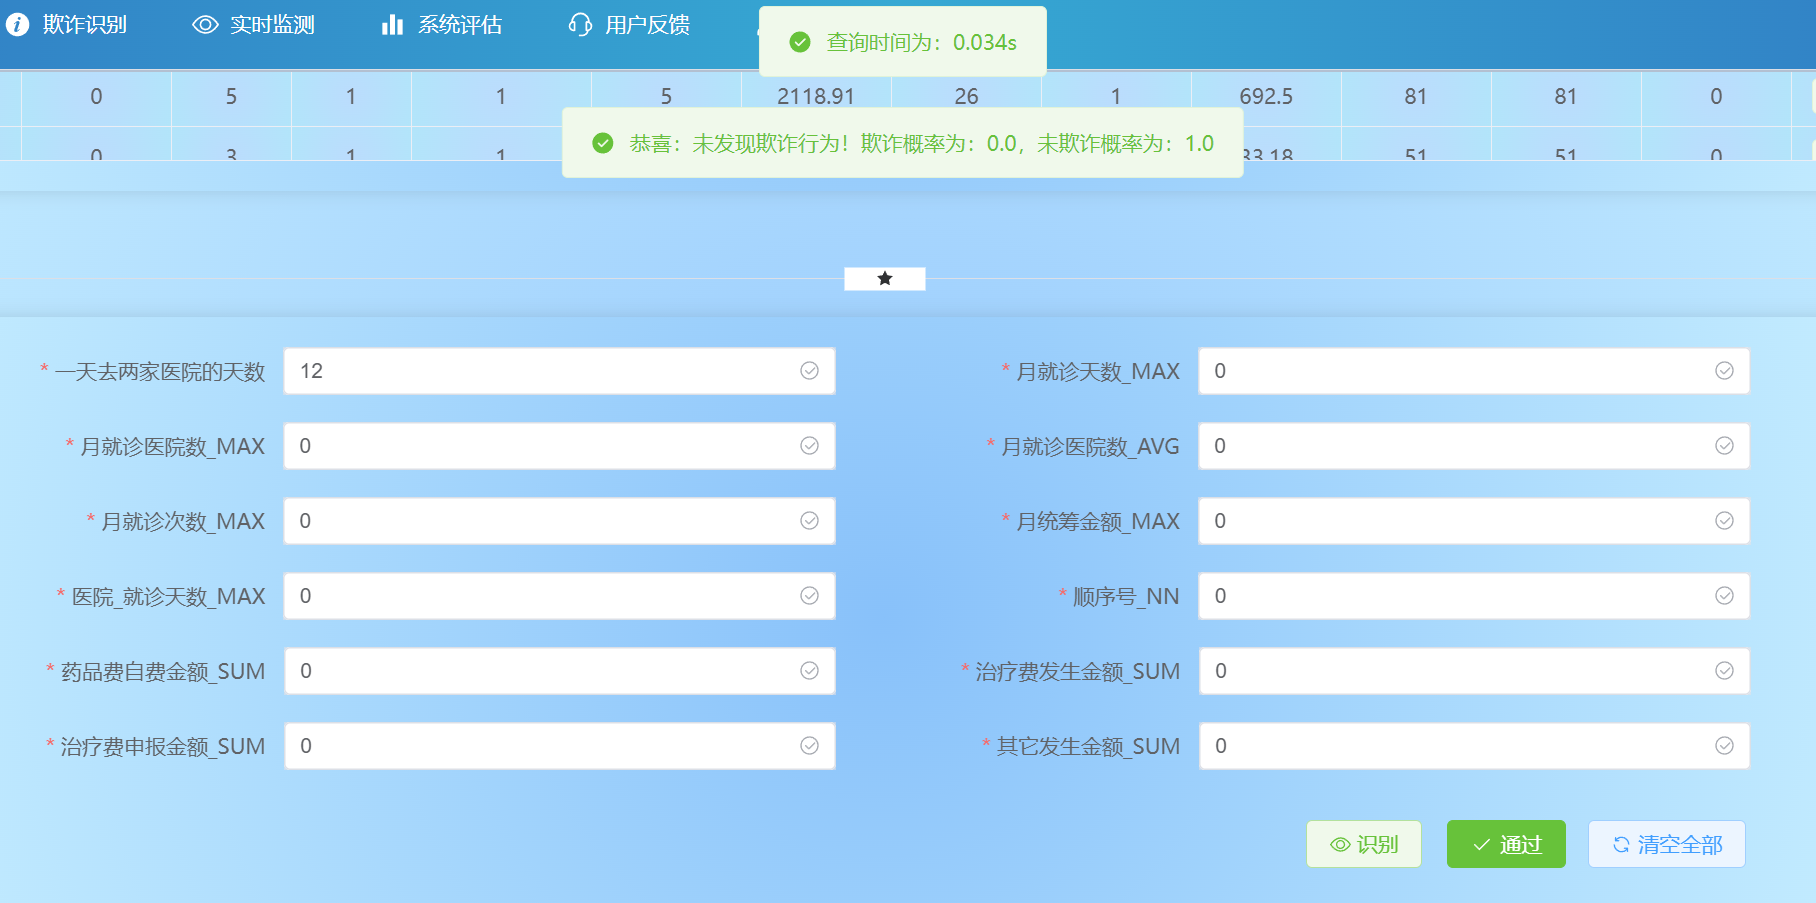 欺诈识别 实时监测 系统评估 用户反馈
查询时间为：0.034s
0 5 1 1 5 2118.91 26 1 692.5 81 81 0
恭喜：未发现欺诈行为！欺诈概率为：0.0，未欺诈概率为：1.0
0 3 1 1 33.18 51 51 0
* 一天去两家医院的天数 12 * 月就诊天数_MAX 0
* 月就诊医院数_MAX 0 * 月就诊医院数_AVG 0
* 月就诊次数_MAX 0 * 月统筹金额_MAX 0
* 医院_就诊天数_MAX 0 * 顺序号_NN 0
* 药品费自费金额_SUM 0 * 治疗费发生金额_SUM 0
* 治疗费申报金额_SUM 0 * 其它发生金额_SUM 0
识别 通过 清空全部